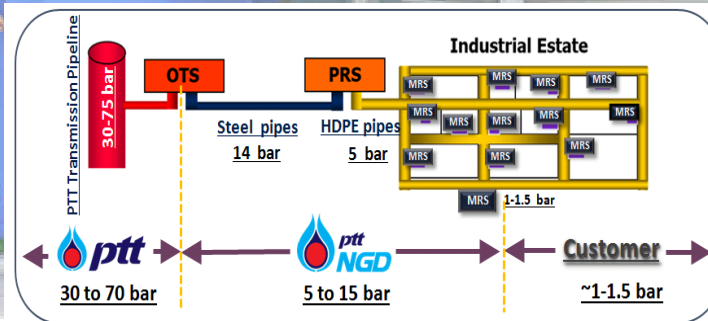 Industrial Estate
PTT Transmission Pipeline
30-75 bar
OTS
PRS
Steel pipes
14 bar
HDPE pipes
5 bar
MRS
MRS
MRS
MRS
MRS
MRS
MRS
MRS
MRS
MRS
MRS
MRS
MRS
1-1.5 bar
ptt
ptt
NGD
Customer
30 to 70 bar
5 to 15 bar
~1-1.5 bar